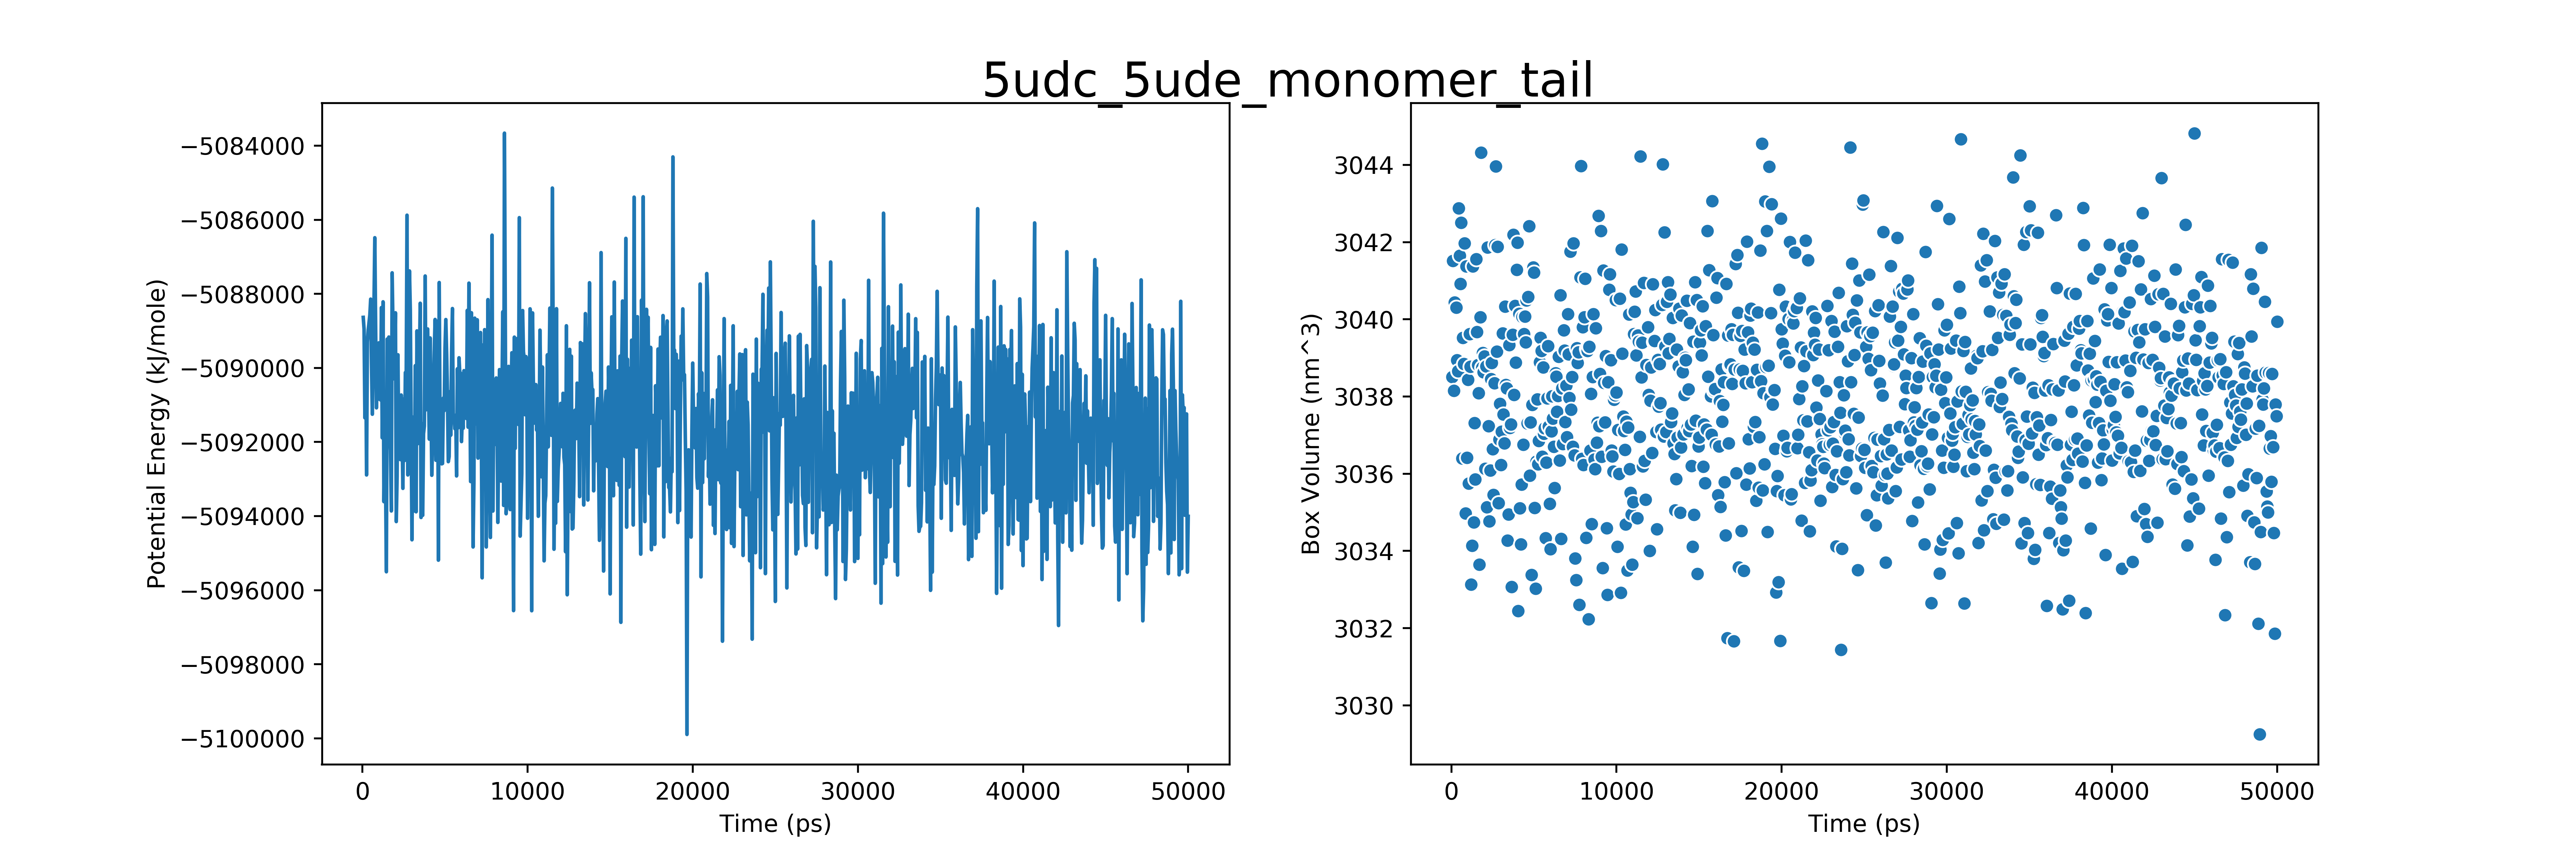 5udc_5ude_monomer_tail
Potential Energy (kJ/mole)
−5084000
−5086000
−5088000
−5090000
−5092000
−5094000
−5096000
−5098000
−5100000
0 10000 20000 30000 40000 50000
Time (ps)
Box Volume (nm^3)
3044
3042
3040
3038
3036
3034
3032
3030
0 10000 20000 30000 40000 50000
Time (ps)